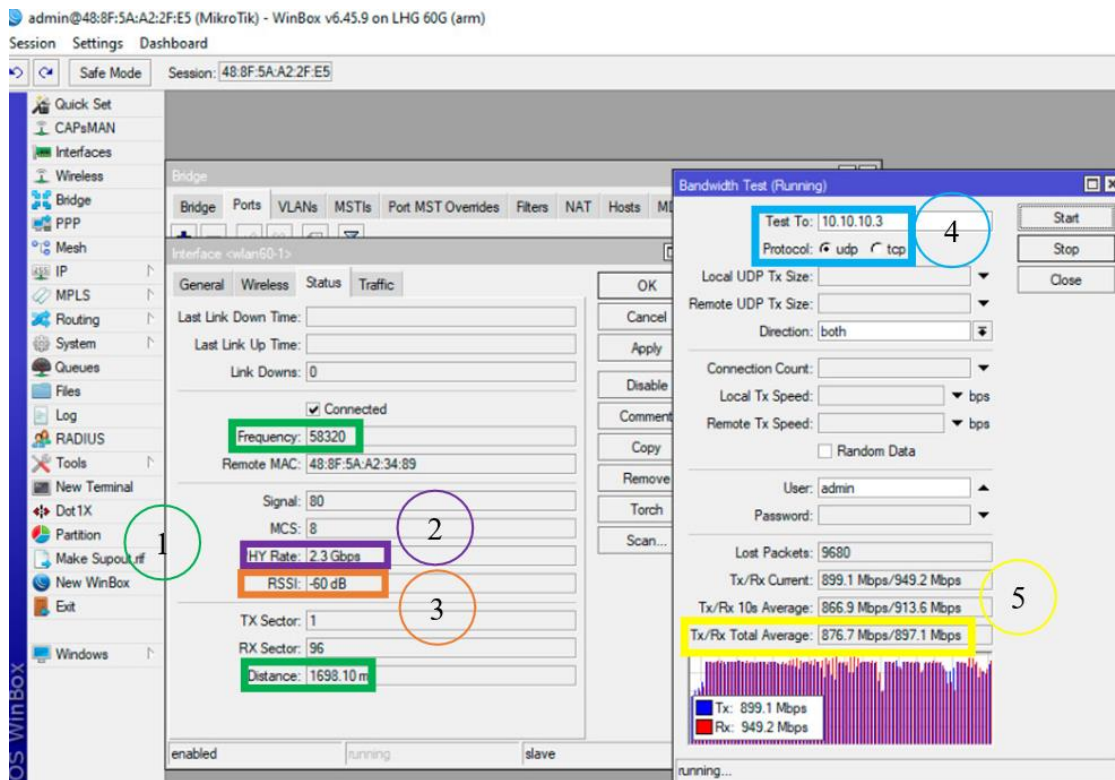 admin@48:8F:5A:A2:2F:E5 (MikroTik) - WinBox v6.45.9 on LHG 60G (arm)
Session Settings Dashboard
Safe Mode Session: 48:8F:5A:A2:2F:E5
Quick Set
CAPsMAN
Interfaces
Wireless
Bridge
PPP
Mesh
IP
MPLS
Routing
System
Queues
Files
Log
RADIUS
Tools
New Terminal
Dot1X
Partition
Make Supout.rif
New WinBox
Exit
Windows
OS WinBox
1
Bridge
Bridge Ports VLANs MSTIs Port MST Overrides Filters NAT Hosts
Interface <wlan60-1>
General Wireless Status Traffic
Last Link Down Time:
Last Link Up Time:
Link Downs: 0
Connected
Frequency: 58320
Remote MAC: 48:8F:5A:A2:34:89
Signal: 80
MCS: 8
2
HY Rate: 2.3 Gbps
RSSI: -60 dB
3
TX Sector: 1
RX Sector: 96
Distance: 1698.10 m
enabled running slave
OK
Cancel
Apply
Disable
Comment
Copy
Remove
Torch
Scan...
Bandwidth Test (Running)
Test To: 10.10.10.3
4
Protocol: udp tcp
Local UDP Tx Size:
Remote UDP Tx Size:
Direction: both
Connection Count:
Local Tx Speed: bps
Remote Tx Speed: bps
Random Data
User: admin
Password:
Lost Packets: 9680
Tx/Rx Current: 899.1 Mbps/949.2 Mbps
5
Tx/Rx 10s Average: 866.9 Mbps/913.6 Mbps
Tx/Rx Total Average: 876.7 Mbps/897.1 Mbps
Tx: 899.1 Mbps
Rx: 949.2 Mbps
running...
Start
Stop
Close